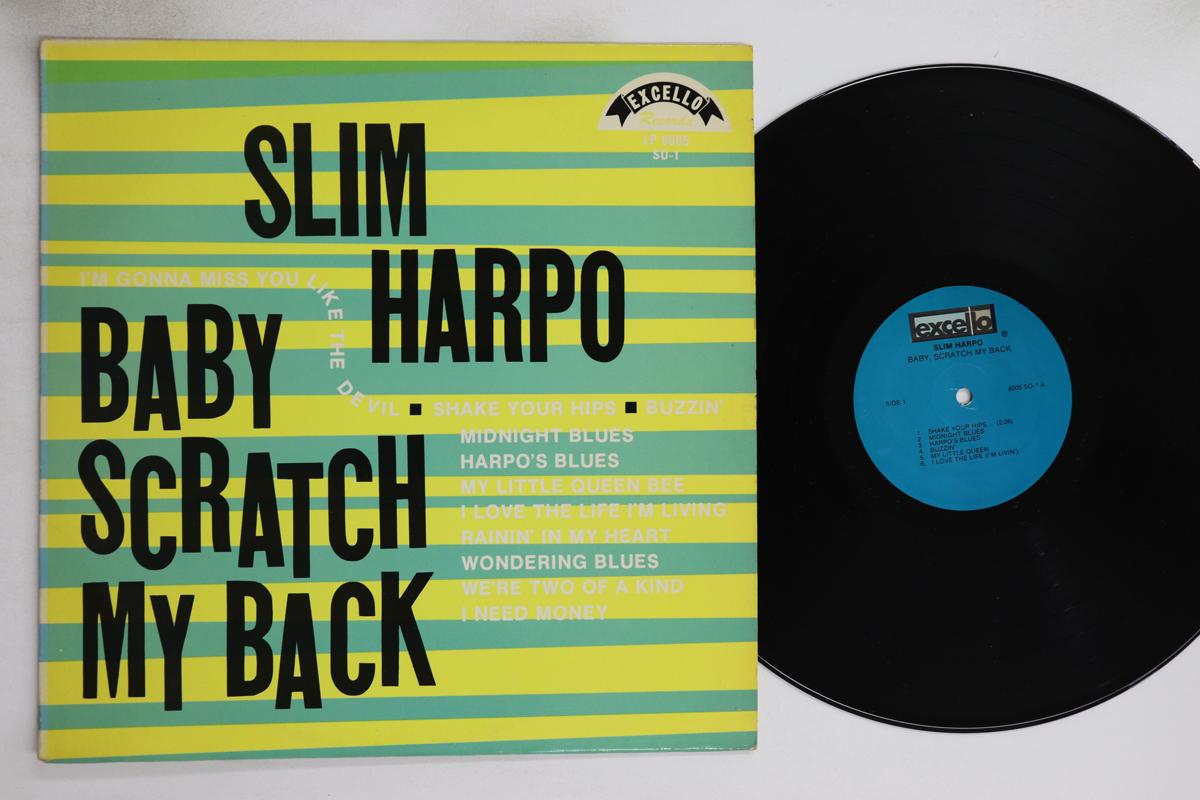 EXCELLO
Records
LP 8005
SU-1
SLIM
HARPO
I'M GONNA MISS YOU LIKE THE DEVIL ■ SHAKE YOUR HIPS ■ BUZZIN'
BABY
SCRATCH
MY BACK
MIDNIGHT BLUES
HARPO'S BLUES
MY LITTLE QUEEN BEE
I LOVE THE LIFE I'M LIVING
RAININ' IN MY HEART
WONDERING BLUES
WE'RE TWO OF A KIND
I NEED MONEY
excello ®
SLIM HARPO
BABY, SCRATCH MY BACK
SIDE 1
8005 SO-1 A
1. SHAKE YOUR HIPS (2:26)
2. MIDNIGHT BLUES
3. HARPO'S BLUES
4. BUZZIN'
5. MY LITTLE QUEEN
6. I LOVE THE LIFE (I'M LIVIN')